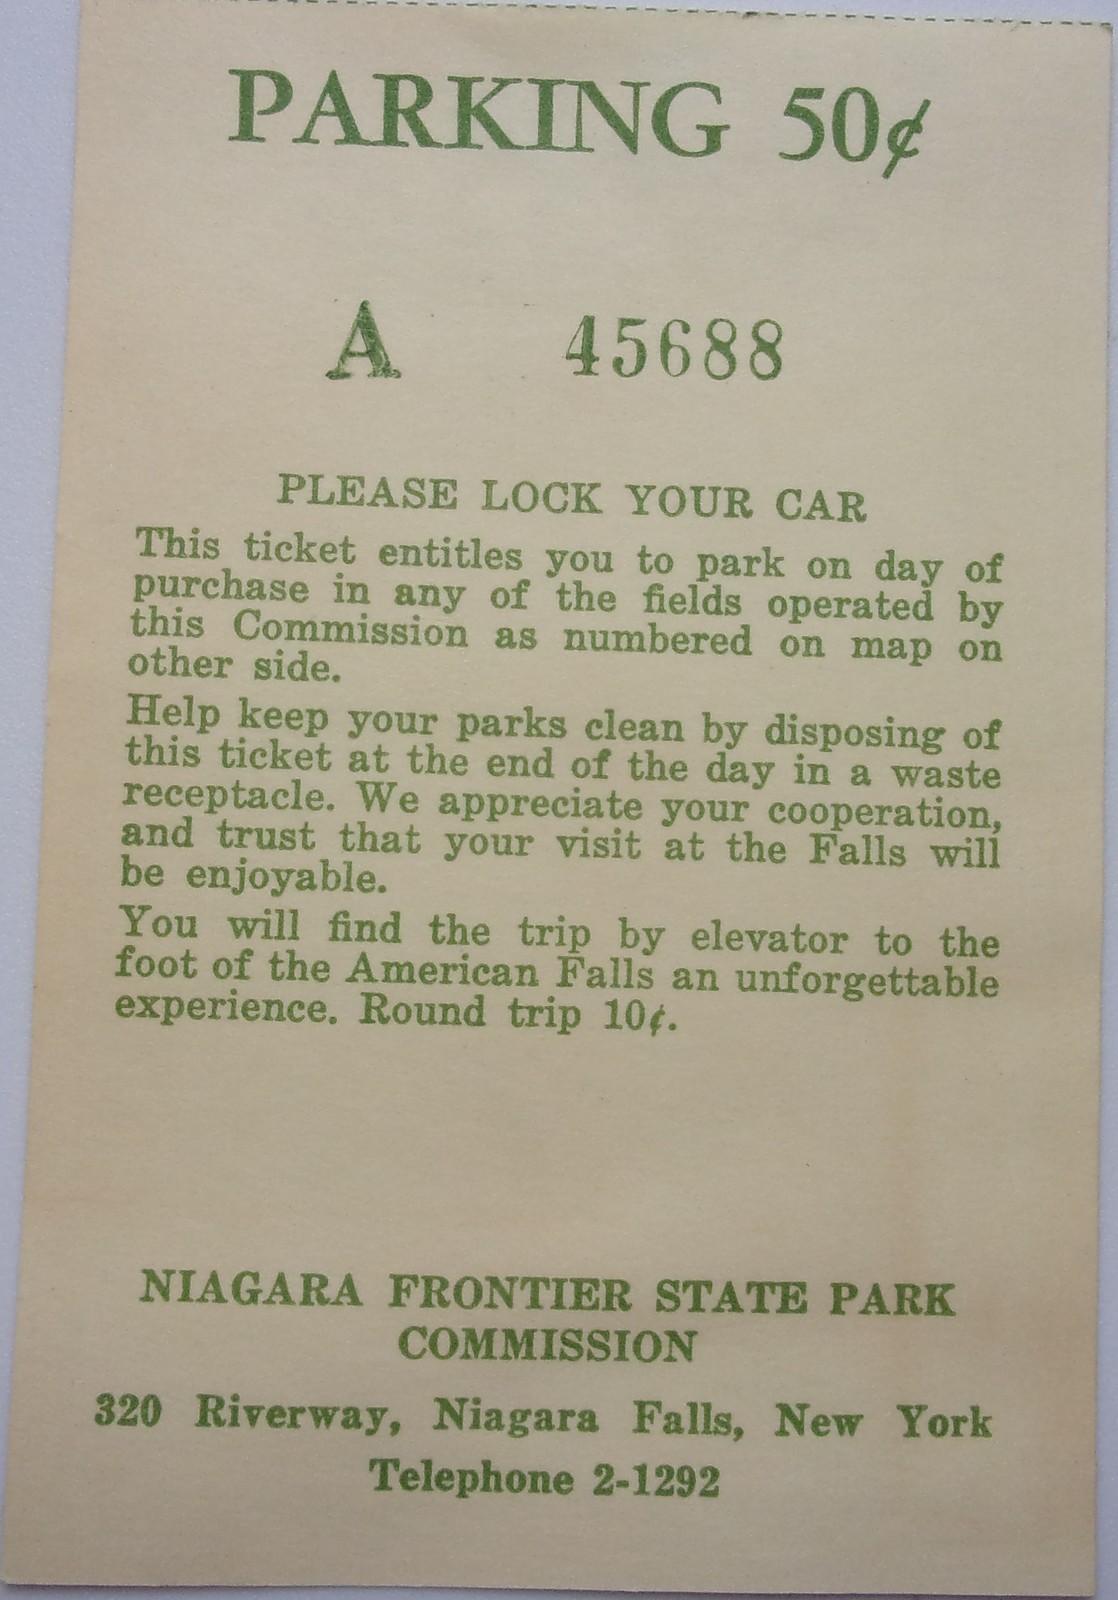 PARKING 50¢
A 45688
PLEASE LOCK YOUR CAR
This ticket entitles you to park on day of
purchase in any of the fields operated by
this Commission as numbered on map on
other side.
Help keep your parks clean by disposing of
this ticket at the end of the day in a waste
receptacle. We appreciate your cooperation,
and trust that your visit at the Falls will
be enjoyable.
You will find the trip by elevator to the
foot of the American Falls an unforgettable
experience. Round trip 10¢.
NIAGARA FRONTIER STATE PARK
COMMISSION
320 Riverway, Niagara Falls, New York
Telephone 2-1292